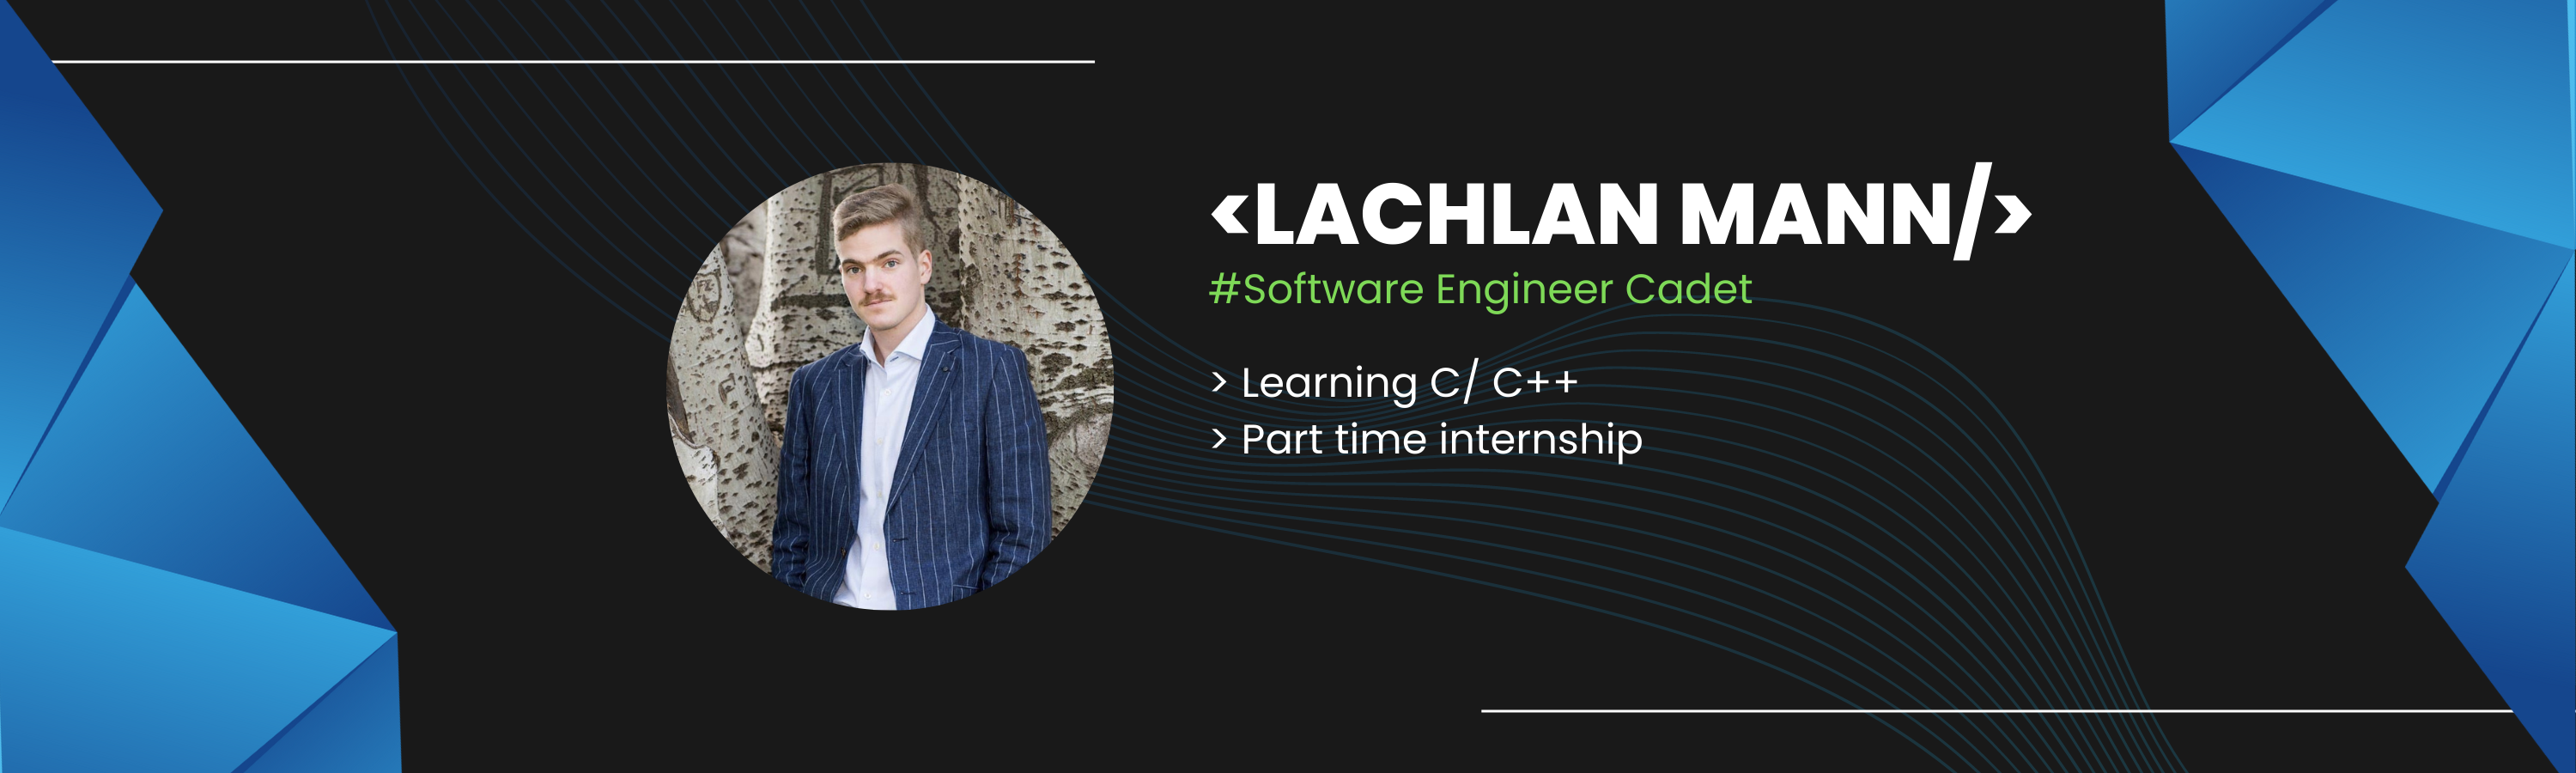 <LACHLAN MANN/>
#Software Engineer Cadet
> Learning C/ C++
> Part time internship